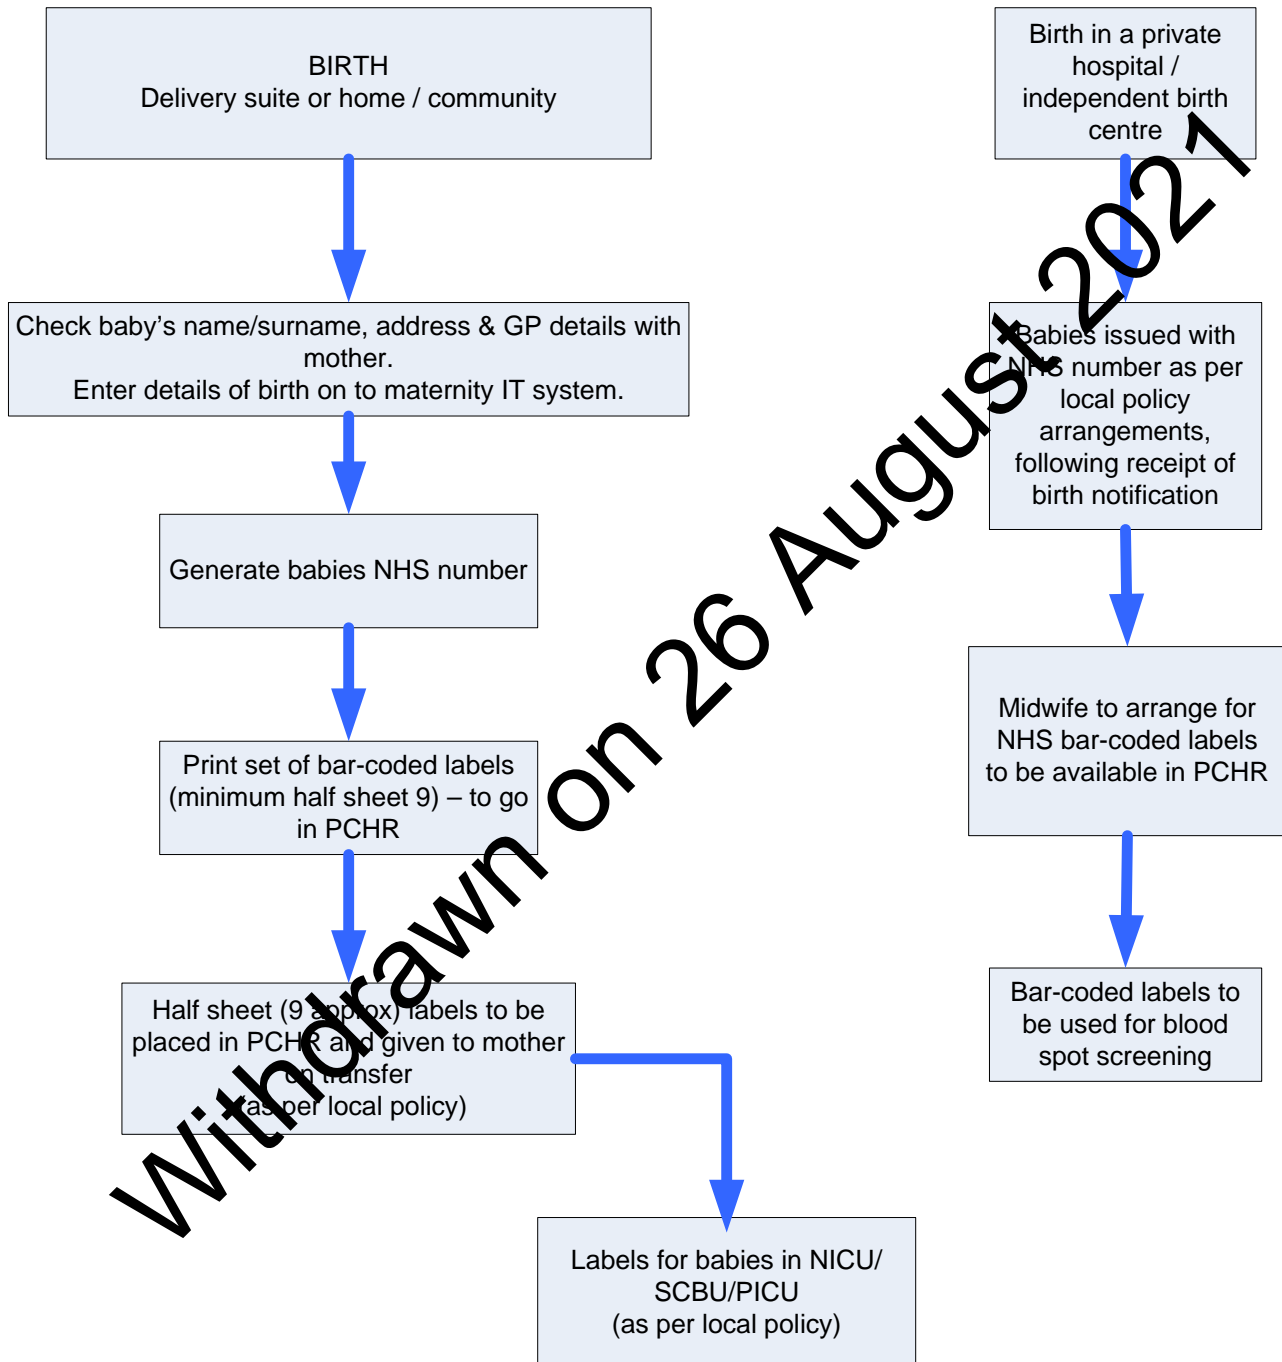 BIRTH
Delivery suite or home / community
Check baby’s name/surname, address & GP details with
mother.
Enter details of birth on to maternity IT system.
Generate babies NHS number
Print set of bar-coded labels
(minimum half sheet 9) – to go
in PCHR
Half sheet (9 approx) labels to be
placed in PCHR and given to mother
on transfer
(as per local policy)
Labels for babies in NICU/
SCBU/PICU
(as per local policy)
Birth in a private
hospital /
independent birth
centre
Babies issued with
NHS number as per
local policy
arrangements,
following receipt of
birth notification
Midwife to arrange for
NHS bar-coded labels
to be available in PCHR
Bar-coded labels to
be used for blood
spot screening
Withdrawn on 26 August 2021